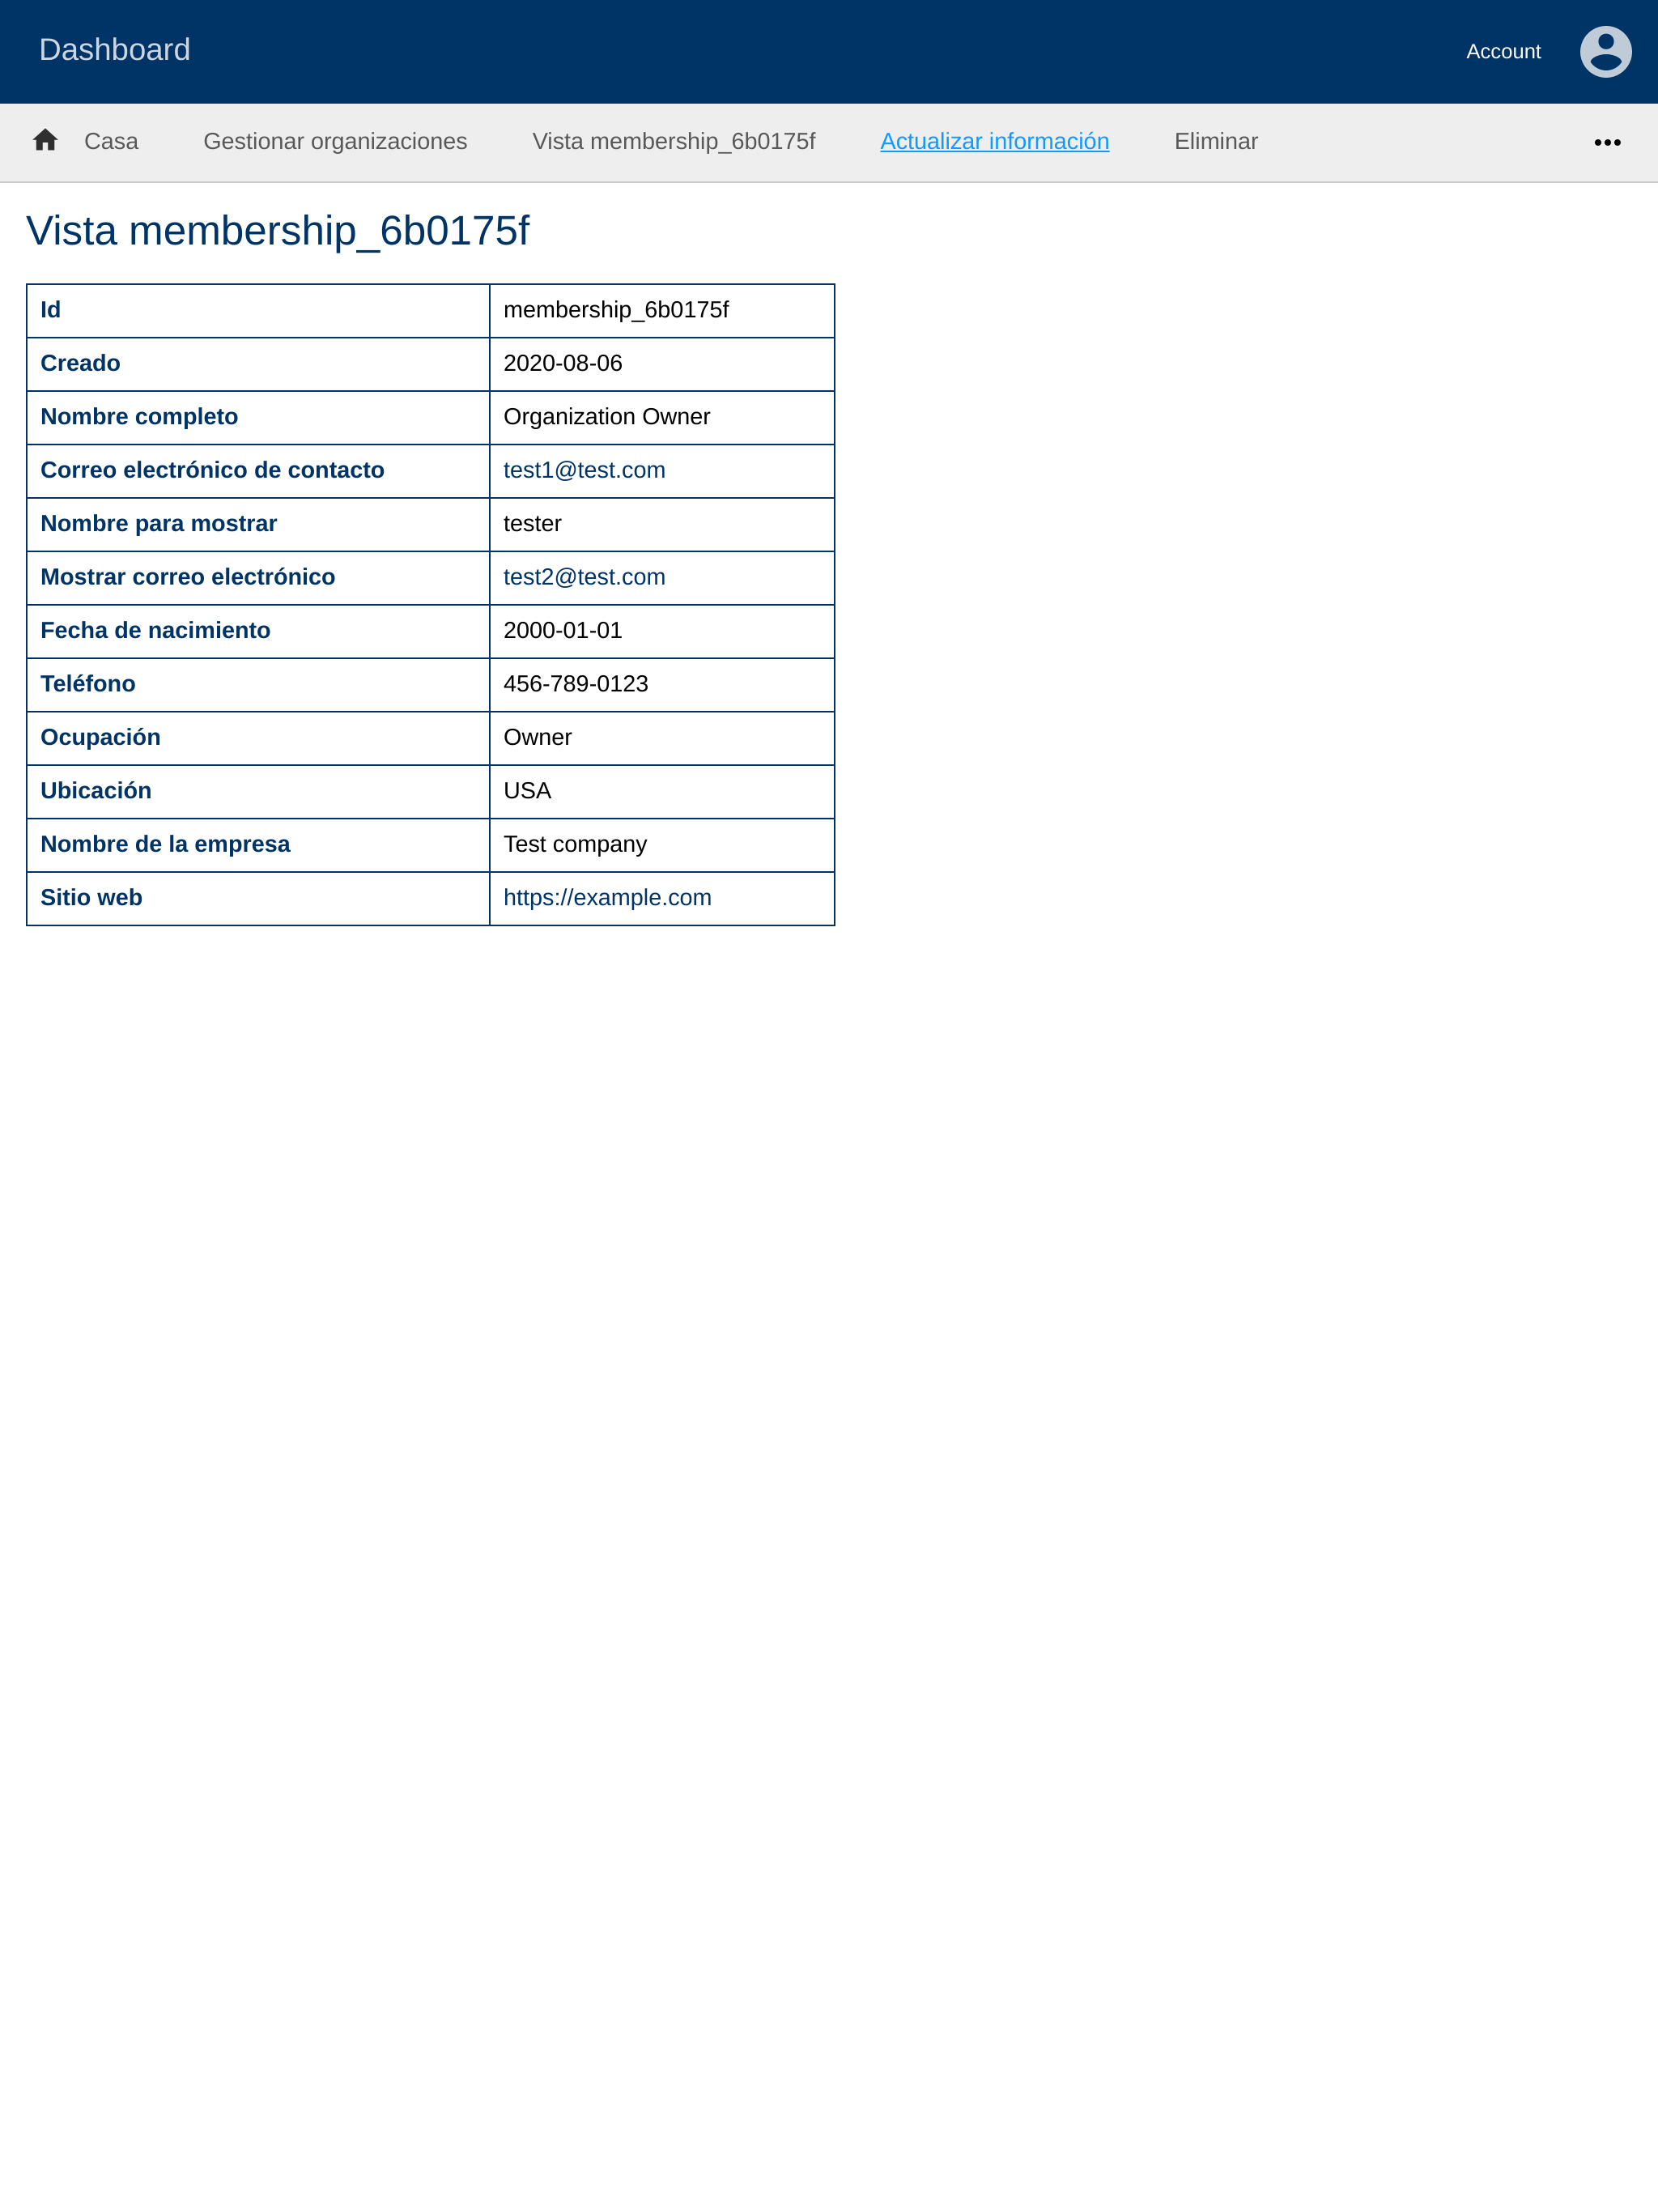 Dashboard
Account
Casa Gestionar organizaciones Vista membership_6b0175f Actualizar información Eliminar
Vista membership_6b0175f
Id membership_6b0175f
Creado 2020-08-06
Nombre completo Organization Owner
Correo electrónico de contacto test1@test.com
Nombre para mostrar tester
Mostrar correo electrónico test2@test.com
Fecha de nacimiento 2000-01-01
Teléfono 456-789-0123
Ocupación Owner
Ubicación USA
Nombre de la empresa Test company
Sitio web https://example.com